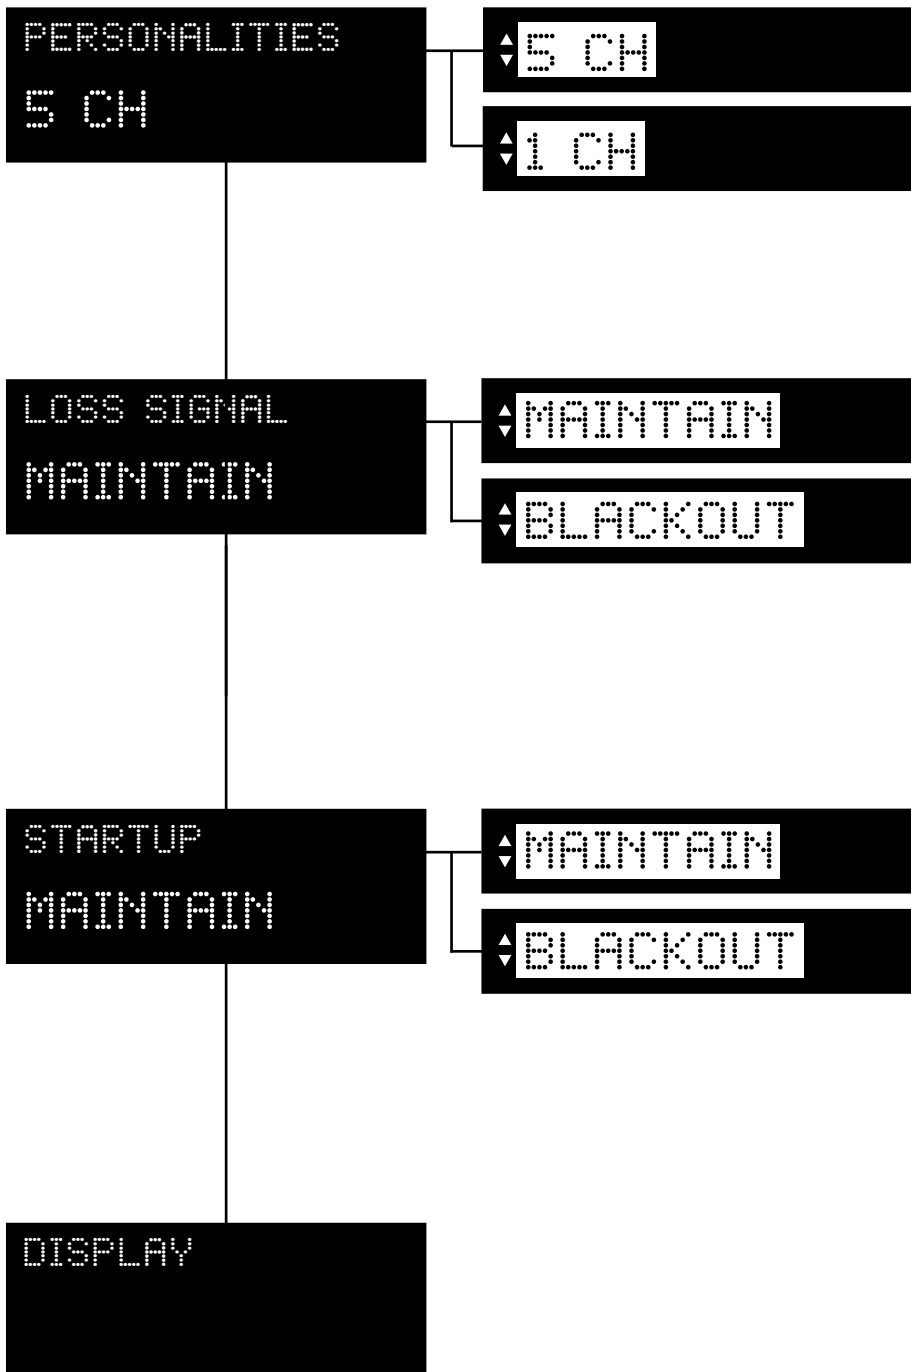 PERSONALITIES
5 CH
5 CH
1 CH
LOSS SIGNAL
MAINTAIN
MAINTAIN
BLACKOUT
STARTUP
MAINTAIN
MAINTAIN
BLACKOUT
DISPLAY